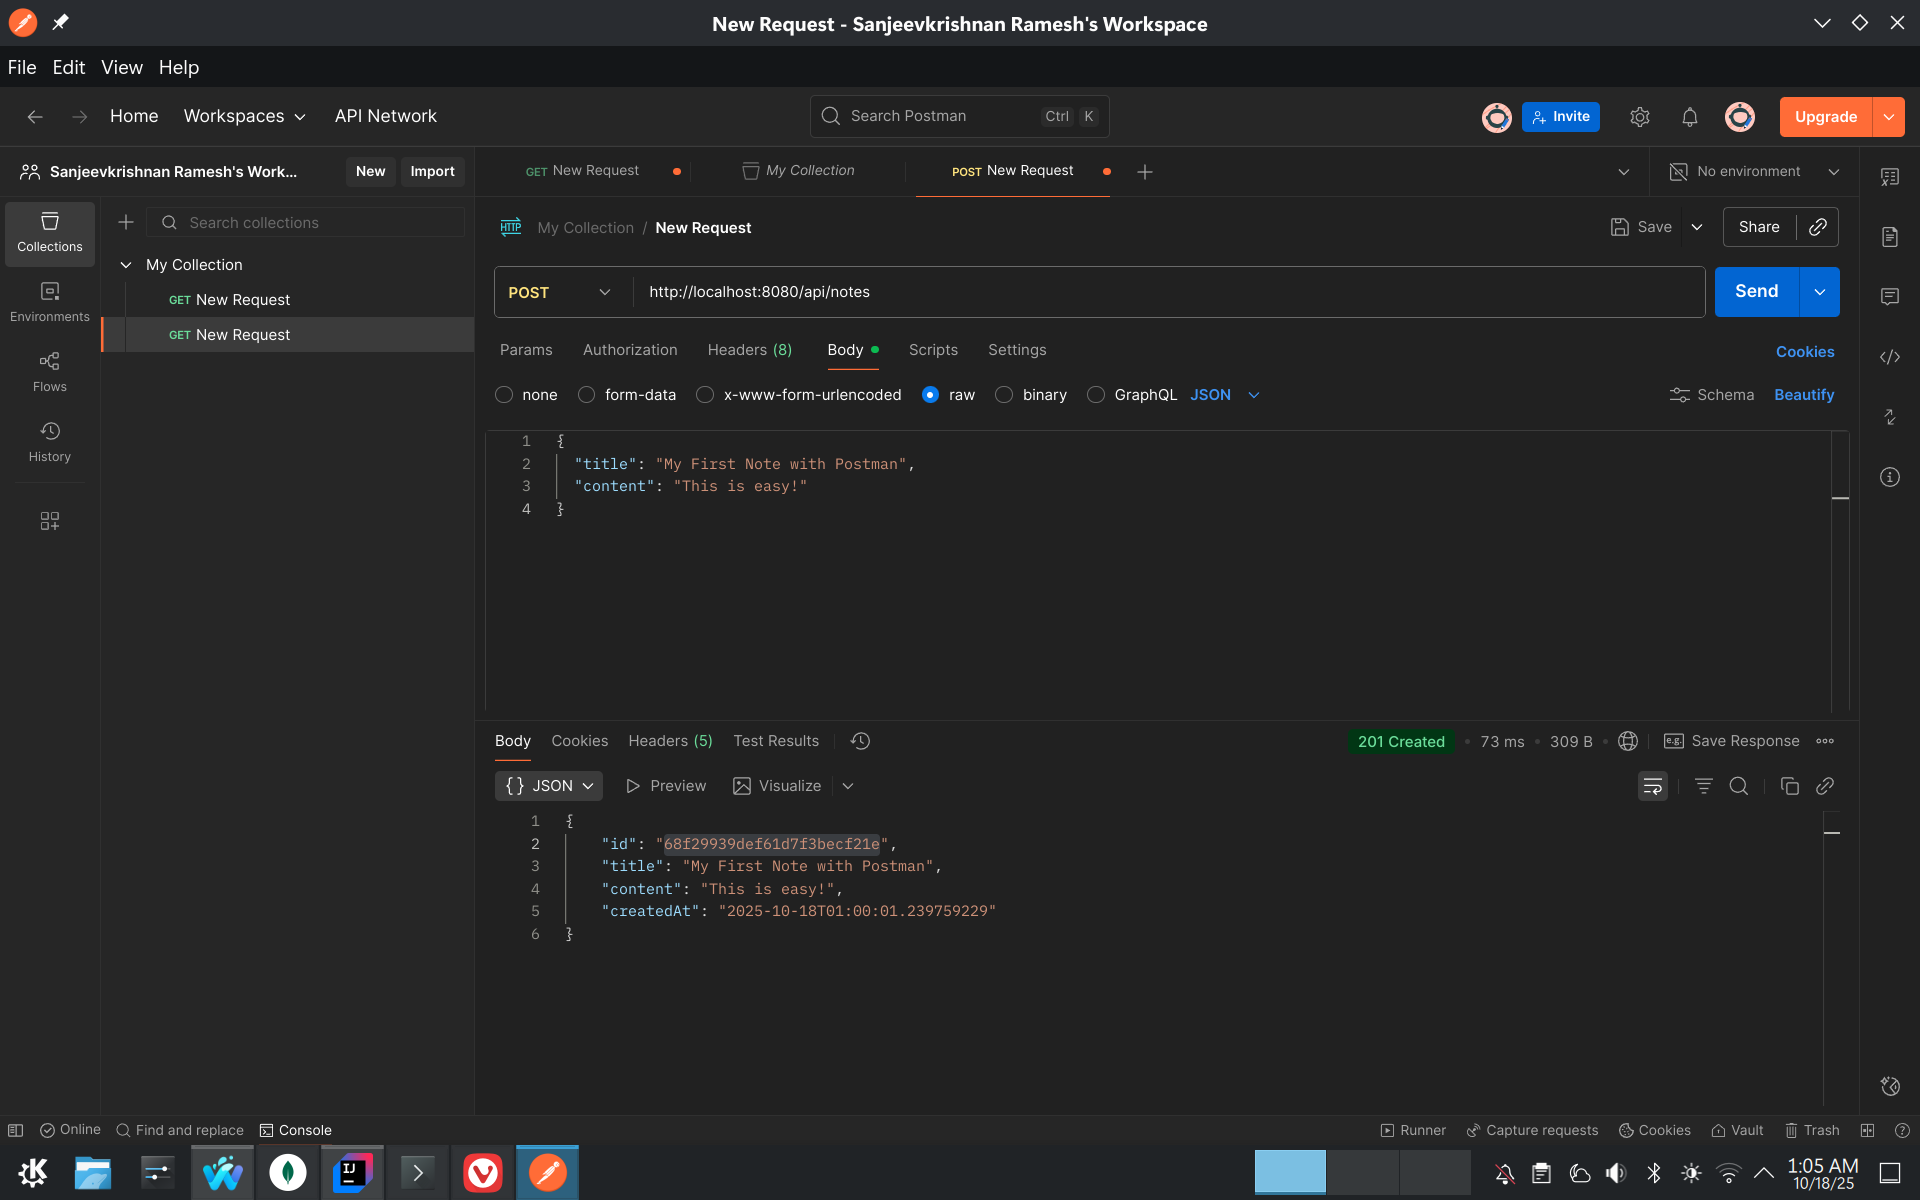 New Request - Sanjeevkrishnan Ramesh's Workspace
File Edit View Help
Home Workspaces API Network
Search Postman Ctrl K
Invite
Upgrade
Sanjeevkrishnan Ramesh's Work... New Import
GET New Request
My Collection
POST New Request
No environment
Collections
Environments
Flows
History
Search collections
My Collection
GET New Request
GET New Request
HTTP My Collection / New Request
Save Share
POST http://localhost:8080/api/notes Send
Params Authorization Headers (8) Body Scripts Settings Cookies
none form-data x-www-form-urlencoded raw binary GraphQL JSON Schema Beautify
1 {
2 "title": "My First Note with Postman",
3 "content": "This is easy!"
4 }
Body Cookies Headers (5) Test Results
201 Created • 73 ms • 309 B • e.g. Save Response
{} JSON Preview Visualize
1 {
2 "id": "68f29939def61d7f3becf21e",
3 "title": "My First Note with Postman",
4 "content": "This is easy!",
5 "createdAt": "2025-10-18T01:00:01.239759229"
6 }
Online Find and replace Console
Runner Capture requests Cookies Vault Trash
IJ
1:05 AM
10/18/25